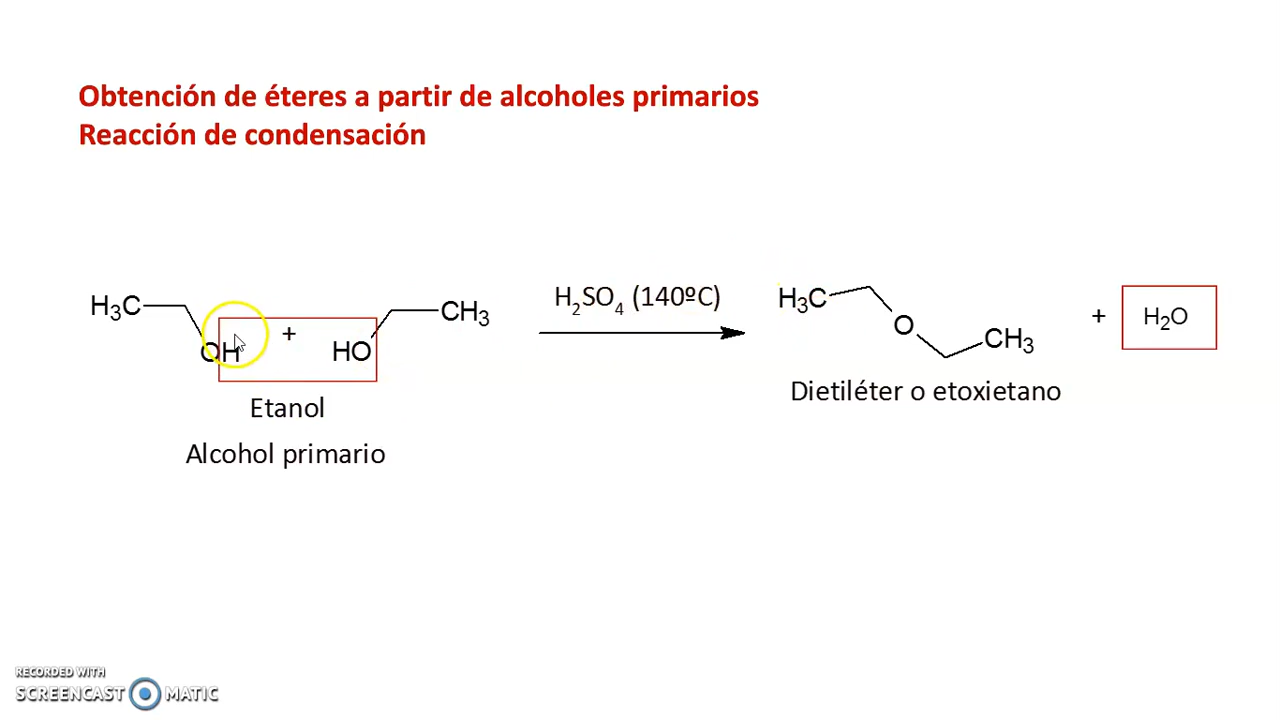 Obtención de éteres a partir de alcoholes primarios
Reacción de condensación
H₃C OH + HO CH₃
H₂SO₄ (140ºC)
H₃C O CH₃
+ H₂O
Etanol
Alcohol primario
Dietiléter o etoxietano
RECORDED WITH
SCREENCAST MATIC